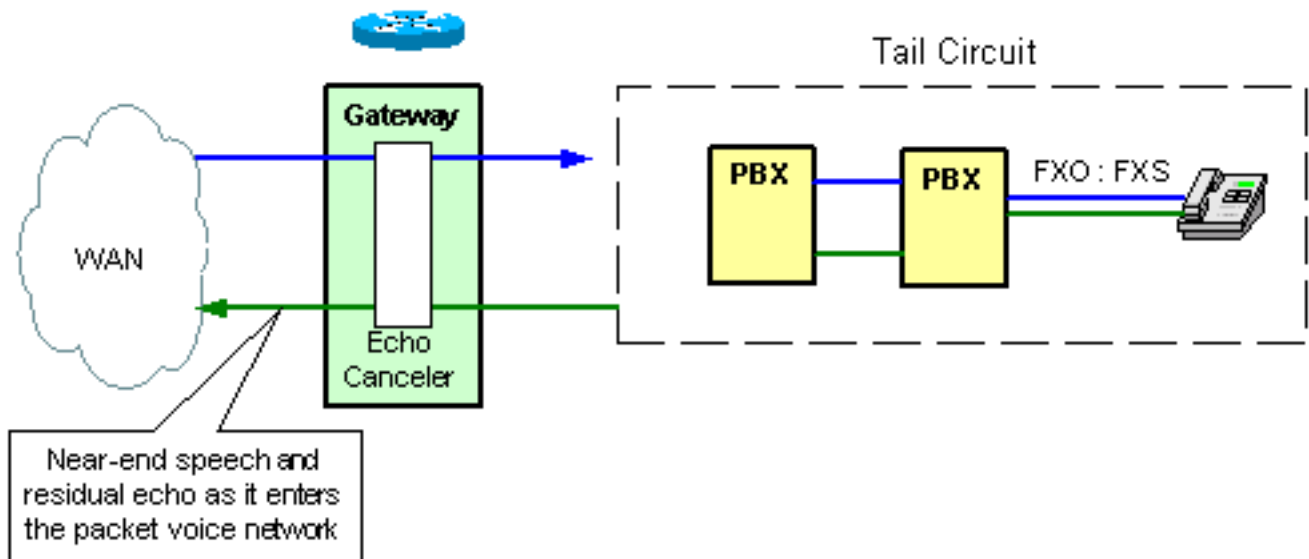 Tail Circuit
Gateway
PBX
PBX
FXO : FXS
WAN
Echo
Canceler
Near-end speech and
residual echo as it enters
the packet voice network